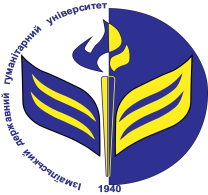 Ізмаїльський державний гуманітарний університет
1940